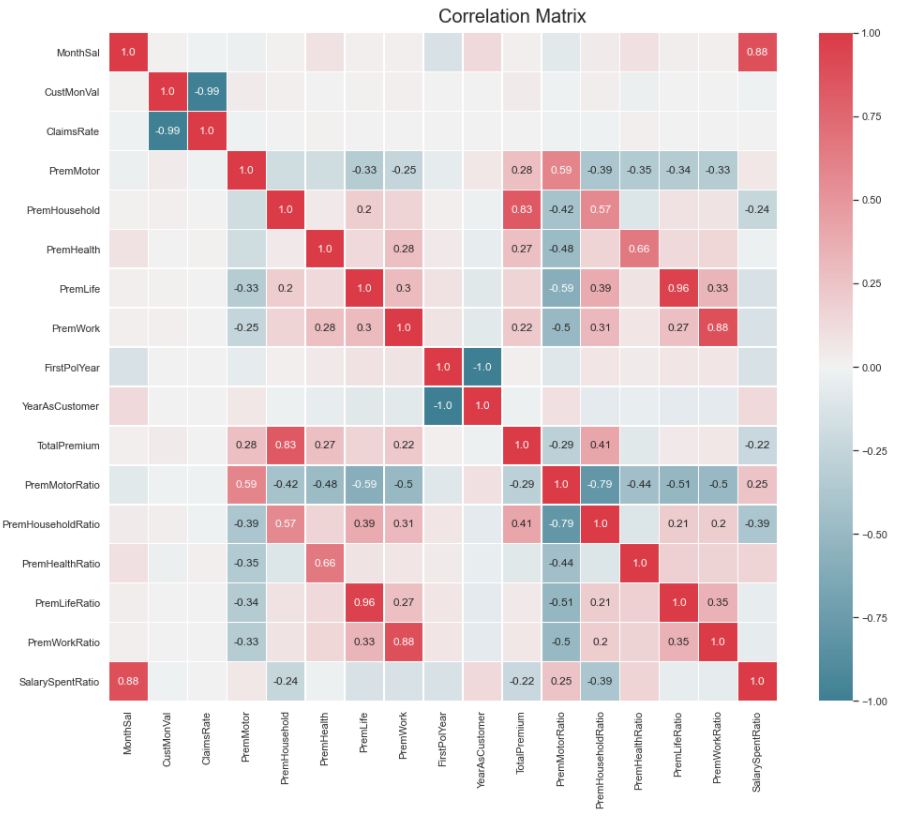 Correlation Matrix
MonthSal 1.0 0.88
CustMonVal 1.0 -0.99
ClaimsRate -0.99 1.0
PremMotor 1.0 -0.33 -0.25 0.28 0.59 -0.39 -0.35 -0.34 -0.33
PremHousehold 1.0 0.2 0.83 -0.42 0.57 -0.24
PremHealth 1.0 0.28 0.27 -0.48 0.66
PremLife -0.33 0.2 1.0 0.3 -0.59 0.39 0.96 0.33
PremWork -0.25 0.28 0.3 1.0 0.22 -0.5 0.31 0.27 0.88
FirstPolYear 1.0 -1.0
YearAsCustomer -1.0 1.0
TotalPremium 0.28 0.83 0.27 0.22 1.0 -0.29 0.41 -0.22
PremMotorRatio 0.59 -0.42 -0.48 -0.59 -0.5 -0.29 1.0 -0.79 -0.44 -0.51 -0.5 0.25
PremHouseholdRatio -0.39 0.57 0.39 0.31 0.41 -0.79 1.0 0.21 0.2 -0.39
PremHealthRatio -0.35 0.66 -0.44 1.0
PremLifeRatio -0.34 0.96 0.27 -0.51 0.21 1.0 0.35
PremWorkRatio -0.33 0.33 0.88 -0.5 0.2 0.35 1.0
SalarySpentRatio 0.88 -0.24 -0.22 0.25 -0.39 1.0
MonthSal
CustMonVal
ClaimsRate
PremMotor
PremHousehold
PremHealth
PremLife
PremWork
FirstPolYear
YearAsCustomer
TotalPremium
PremMotorRatio
PremHouseholdRatio
PremHealthRatio
PremLifeRatio
PremWorkRatio
SalarySpentRatio
1.00
0.75
0.50
0.25
0.00
−0.25
−0.50
−0.75
−1.00